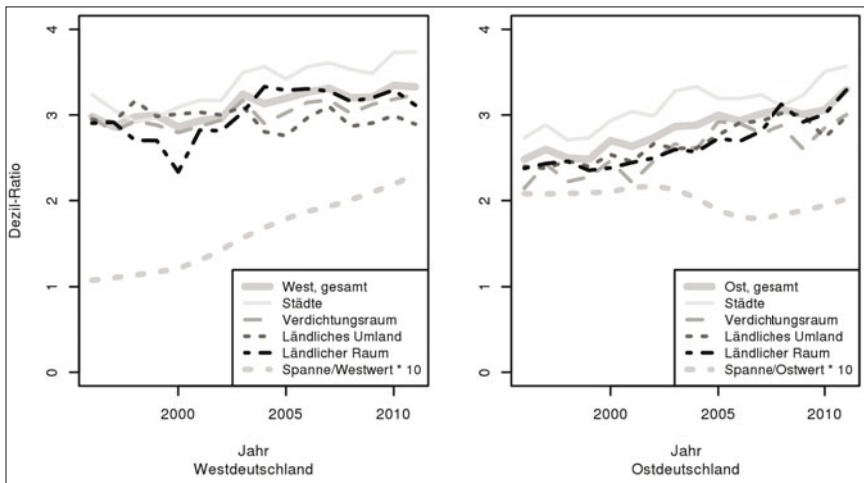 Dezil-Ratio
4
3
2
1
0
West, gesamt
Städte
Verdichtungsraum
Ländliches Umland
Ländlicher Raum
Spanne/Westwert * 10
2000
2005
2010
Jahr
Westdeutschland
4
3
2
1
0
Ost, gesamt
Städte
Verdichtungsraum
Ländliches Umland
Ländlicher Raum
Spanne/Ostwert * 10
2000
2005
2010
Jahr
Ostdeutschland